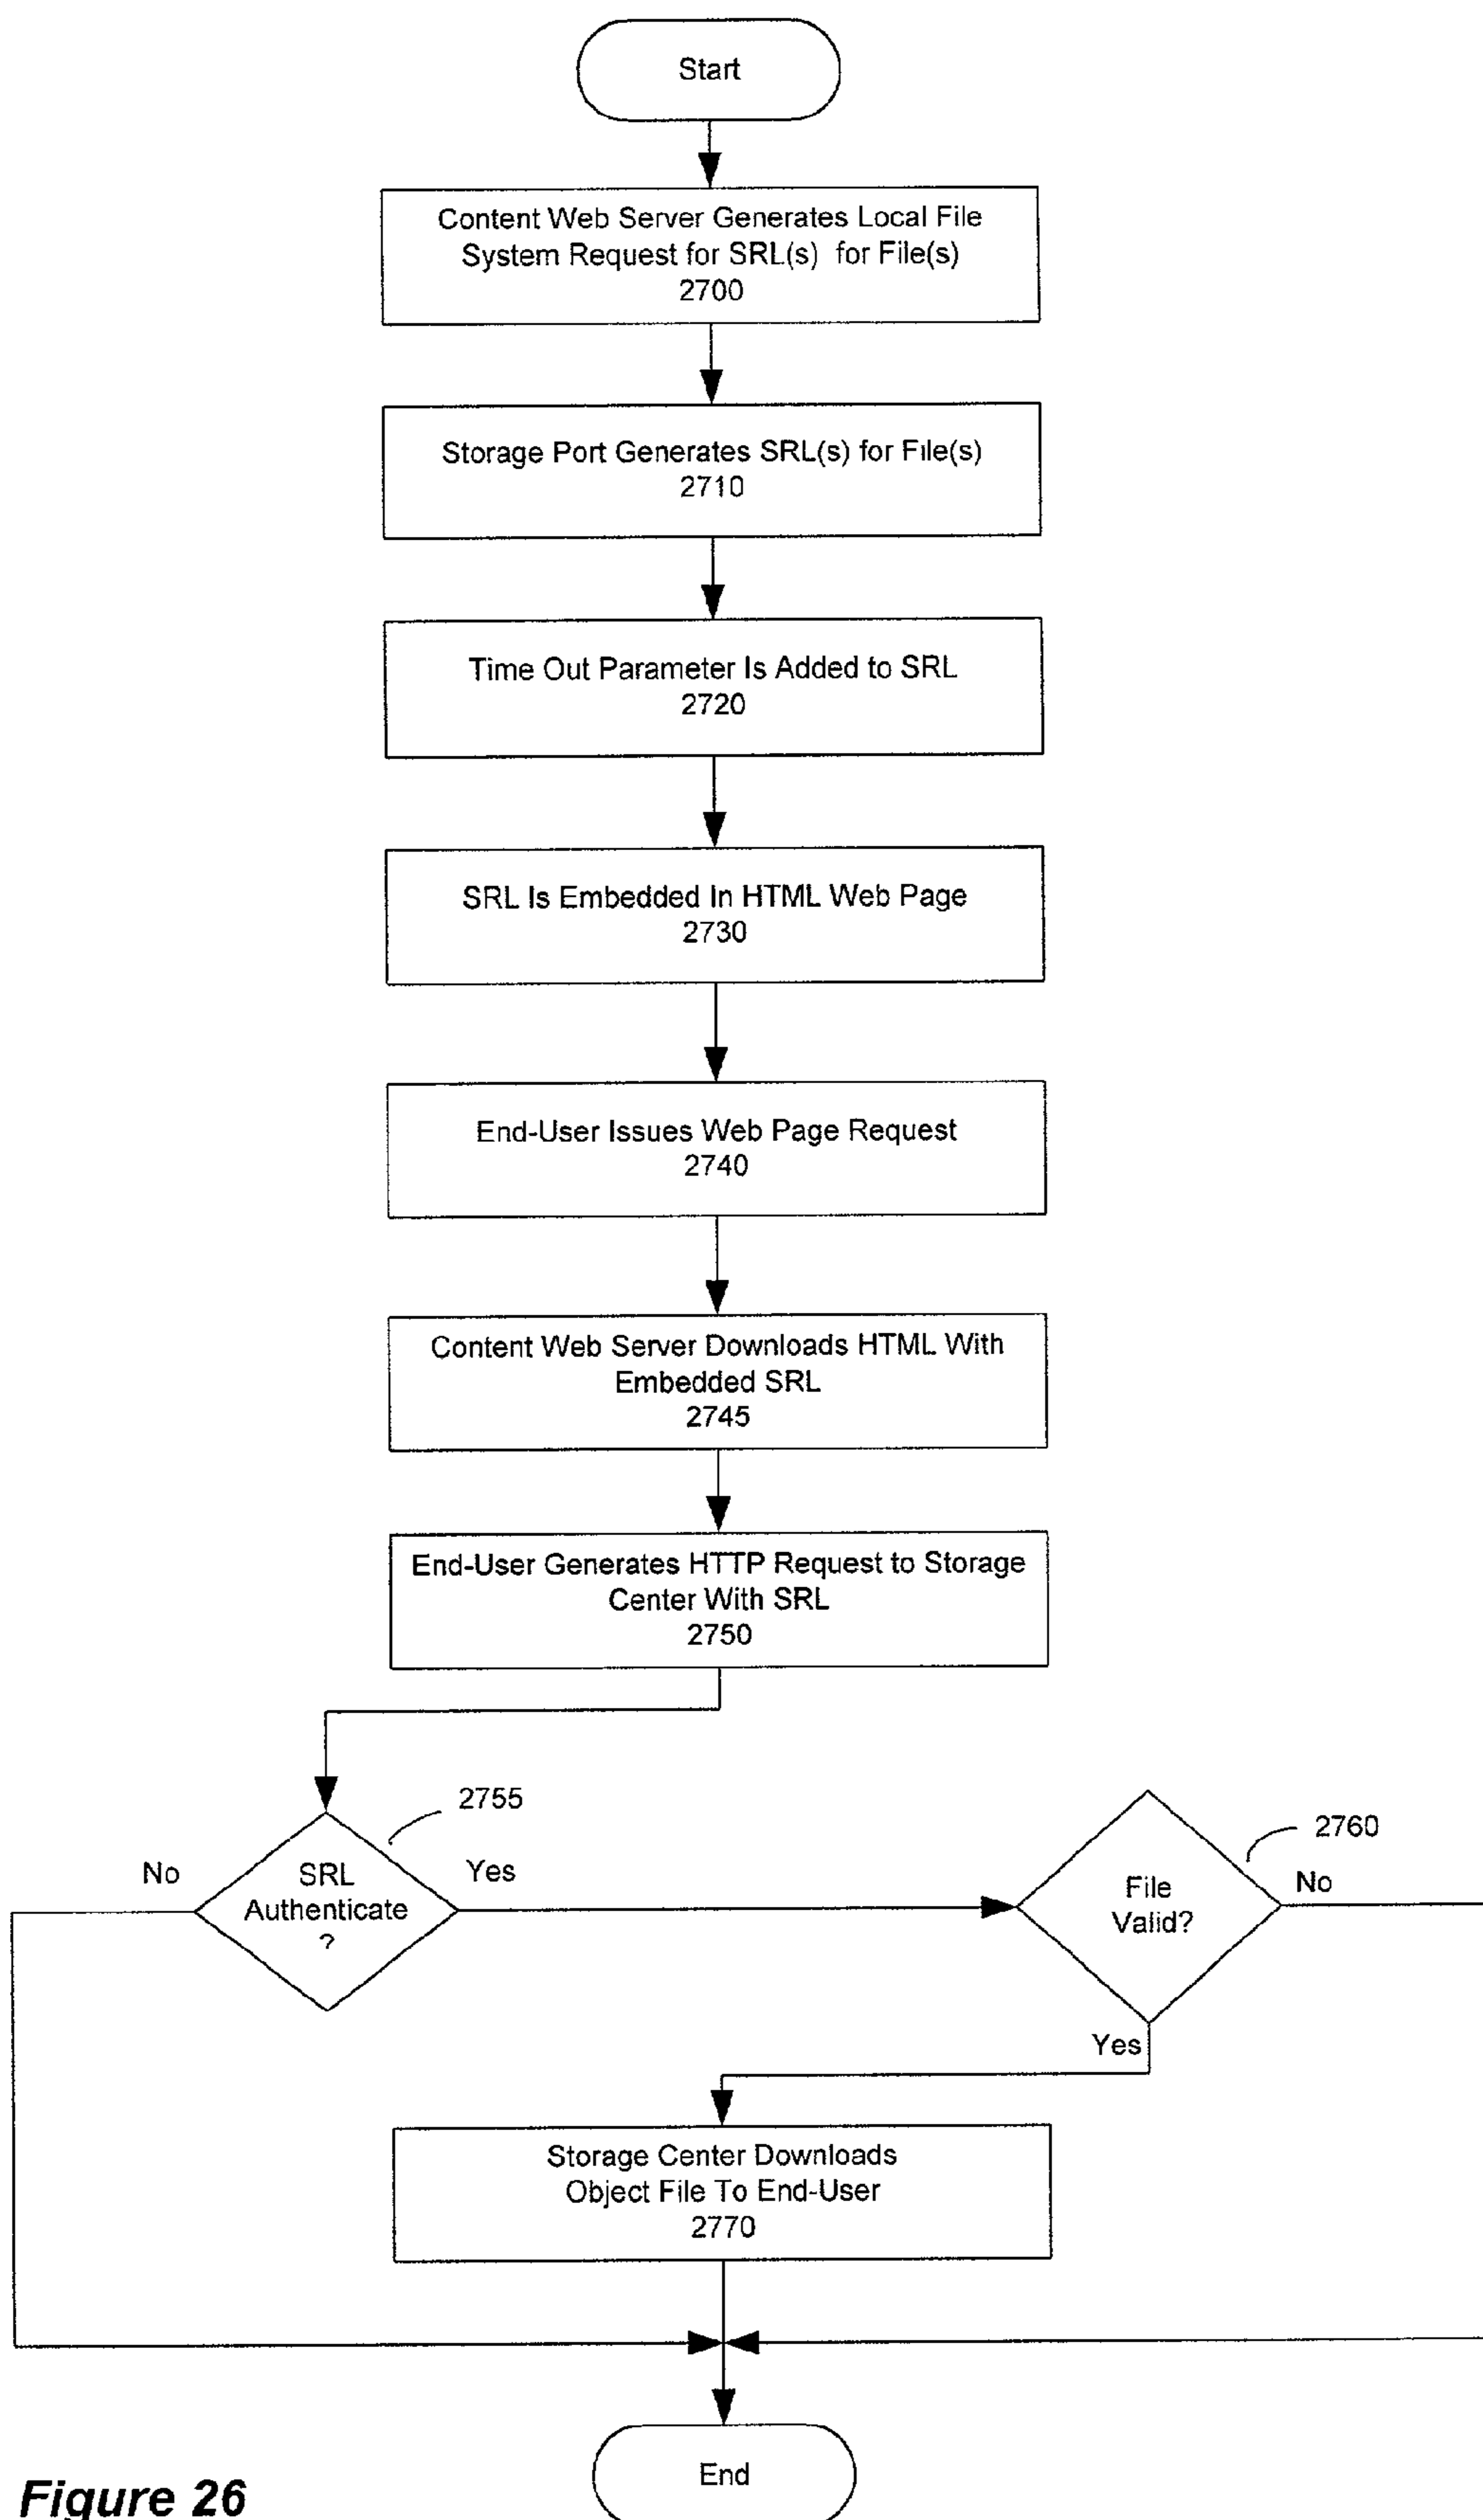 Start
Content Web Server Generates Local File
System Request for SRL(s) for File(s)
2700
Storage Port Generates SRL(s) for File(s)
2710
Time Out Parameter Is Added to SRL
2720
SRL Is Embedded In HTML Web Page
2730
End-User Issues Web Page Request
2740
Content Web Server Downloads HTML With
Embedded SRL
2745
End-User Generates HTTP Request to Storage
Center With SRL
2750
2755
No
SRL
Authenticate
?
Yes
2760
File
Valid?
No
Yes
Storage Center Downloads
Object File To End-User
2770
End
Figure 26